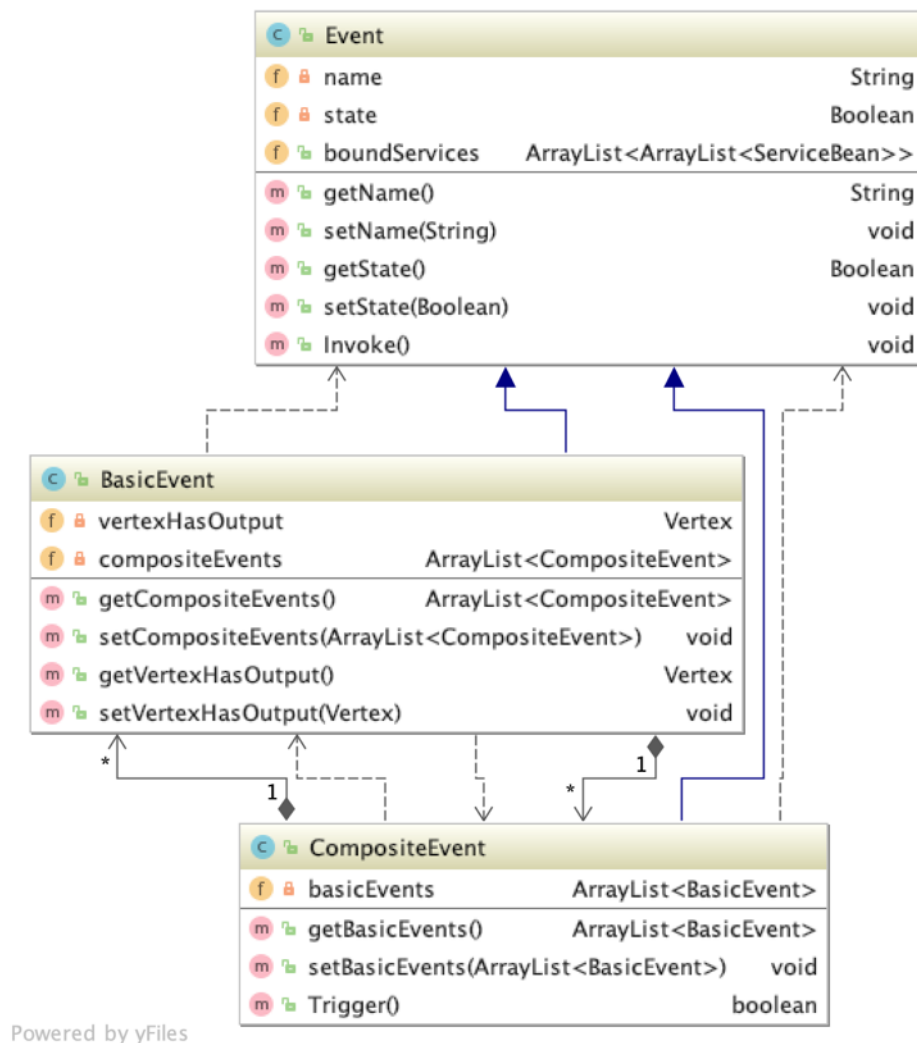 C Event
f name String
f state Boolean
f boundServices ArrayList<ArrayList<ServiceBean>>
m getName() String
m setName(String) void
m getState() Boolean
m setState(Boolean) void
m Invoke() void
C BasicEvent
f vertexHasOutput Vertex
f compositeEvents ArrayList<CompositeEvent>
m getCompositeEvents() ArrayList<CompositeEvent>
m setCompositeEvents(ArrayList<CompositeEvent>) void
m getVertexHasOutput() Vertex
m setVertexHasOutput(Vertex) void
* 1
1 *
C CompositeEvent
f basicEvents ArrayList<BasicEvent>
m getBasicEvents() ArrayList<BasicEvent>
m setBasicEvents(ArrayList<BasicEvent>) void
m Trigger() boolean
Powered by yFiles